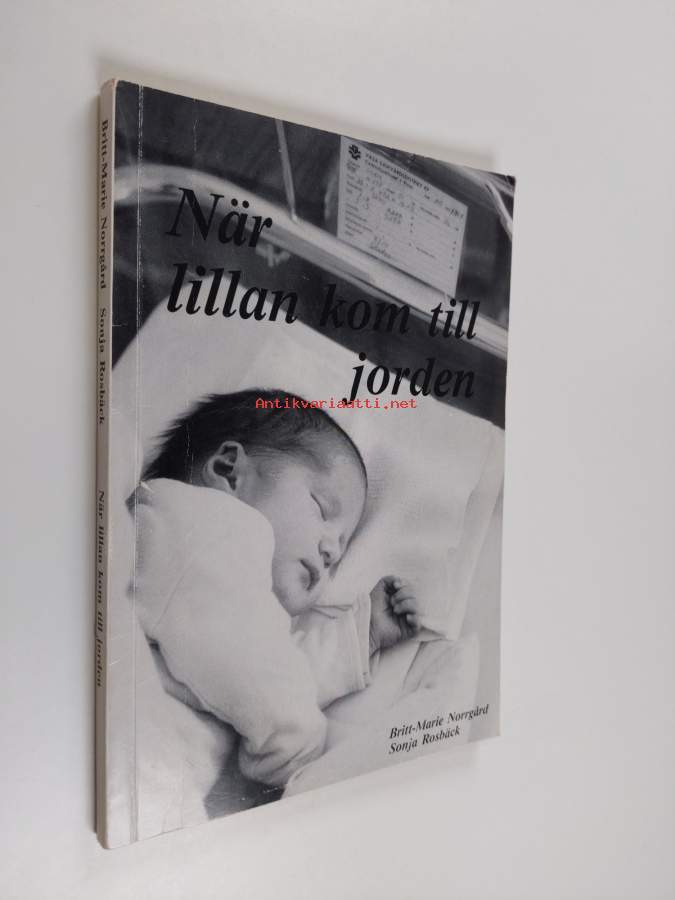 När
lillan kom till
jorden
Antikvariaatti.net
Britt-Marie Norrgård
Sonja Rosbäck
Britt-Marie Norrgård Sonja Rosbäck När lillan kom till jorden